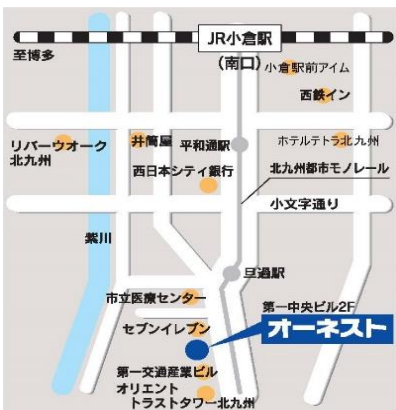 JR小倉駅
至博多
(南口)
小倉駅前アイム
西鉄イン
リバーウオーク
北九州
井筒屋
平和通駅
ホテルテトラ北九州
西日本シティ銀行
北九州都市モノレール
小文字通り
紫川
旦過駅
市立医療センター
第一中央ビル2F
オーネスト
セブンイレブン
第一交通産業ビル
オリエント
トラストタワー北九州